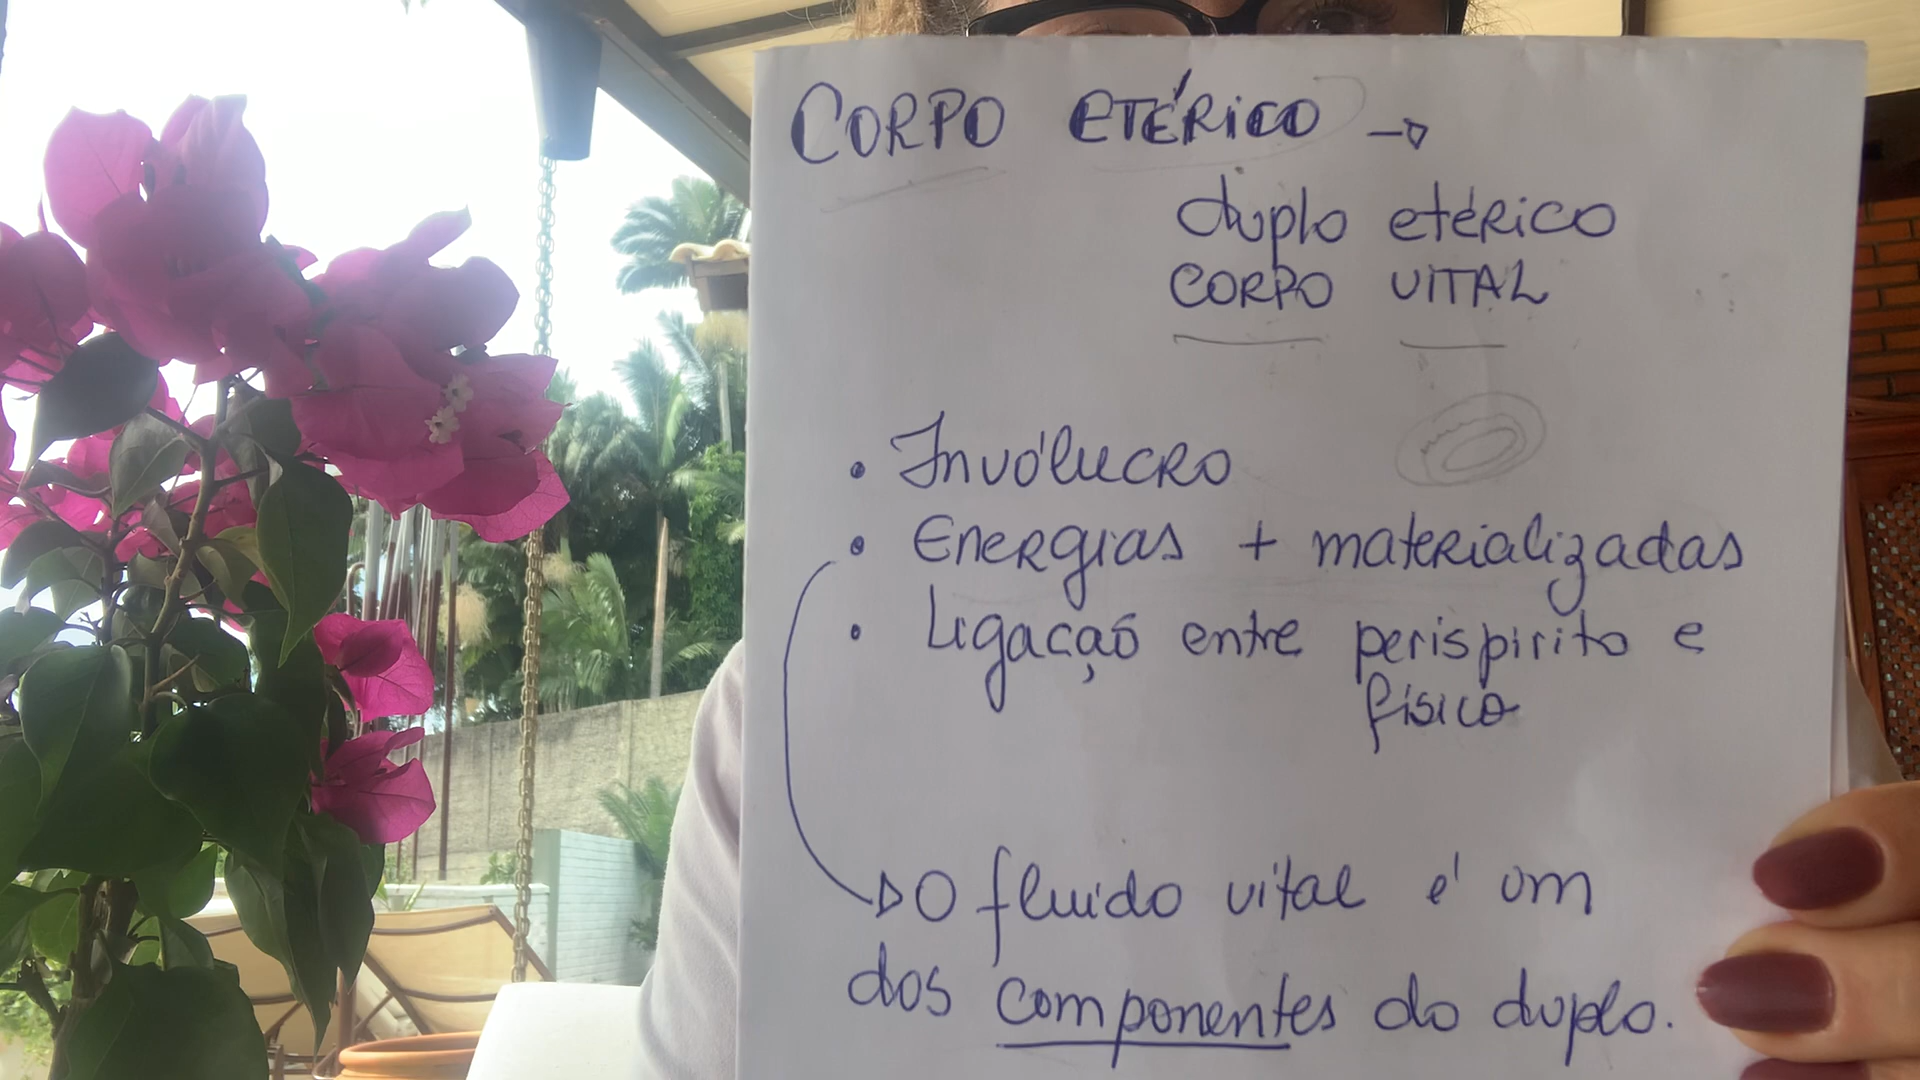 CORPO ETÉRICO →
duplo etérico
CORPO VITAL
• Invólucro
• Energias + materializadas
• Ligação entre perispírito e
físico
→ O fluido vital é um
dos componentes do duplo.